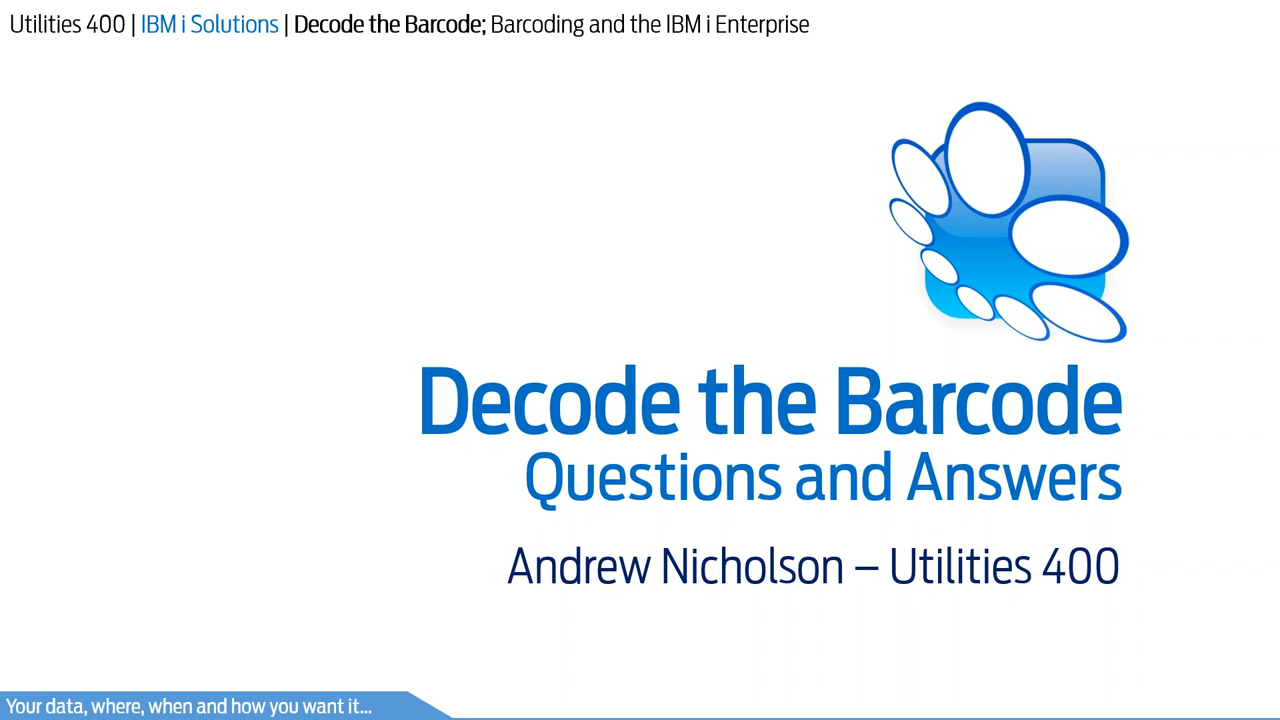 Utilities 400 | IBM i Solutions | Decode the Barcode; Barcoding and the IBM i Enterprise
Decode the Barcode
Questions and Answers
Andrew Nicholson – Utilities 400
Your data, where, when and how you want it...